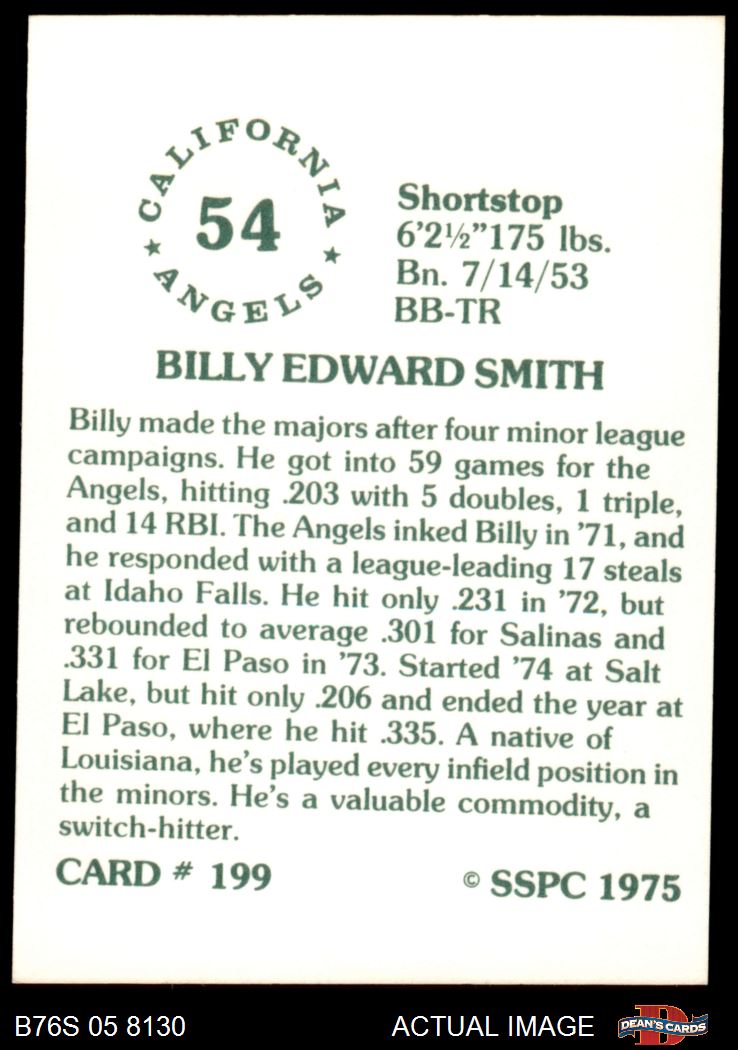 CALIFORNIA
54
★ ANGELS ★
Shortstop
6'2½"175 lbs.
Bn. 7/14/53
BB-TR
BILLY EDWARD SMITH
Billy made the majors after four minor league
campaigns. He got into 59 games for the
Angels, hitting .203 with 5 doubles, 1 triple,
and 14 RBI. The Angels inked Billy in '71, and
he responded with a league-leading 17 steals
at Idaho Falls. He hit only .231 in '72, but
rebounded to average .301 for Salinas and
.331 for El Paso in '73. Started '74 at Salt
Lake, but hit only .206 and ended the year at
El Paso, where he hit .335. A native of
Louisiana, he's played every infield position in
the minors. He's a valuable commodity, a
switch-hitter.
CARD # 199
© SSPC 1975
B76S 05 8130
ACTUAL IMAGE
D
DEAN'S CARDS